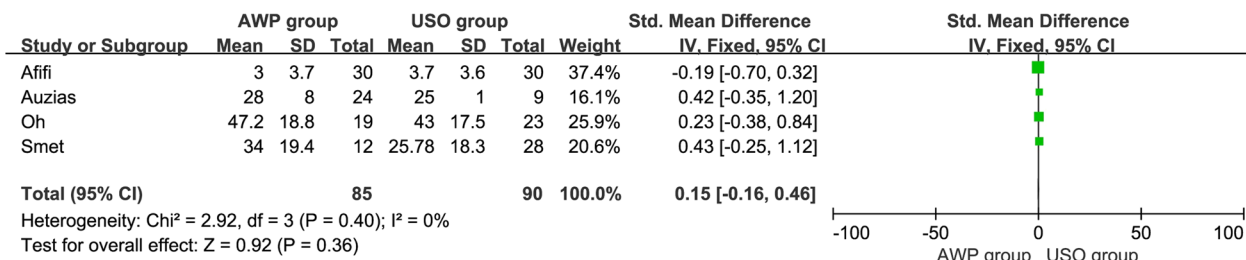 AWP group USO group Std. Mean Difference Std. Mean Difference
Study or Subgroup Mean SD Total Mean SD Total Weight IV, Fixed, 95% CI IV, Fixed, 95% CI
Afifi 3 3.7 30 3.7 3.6 30 37.4% -0.19 [-0.70, 0.32]
Auzias 28 8 24 25 1 9 16.1% 0.42 [-0.35, 1.20]
Oh 47.2 18.8 19 43 17.5 23 25.9% 0.23 [-0.38, 0.84]
Smet 34 19.4 12 25.78 18.3 28 20.6% 0.43 [-0.25, 1.12]
Total (95% CI) 85 90 100.0% 0.15 [-0.16, 0.46]
Heterogeneity: Chi² = 2.92, df = 3 (P = 0.40); I² = 0%
Test for overall effect: Z = 0.92 (P = 0.36)
-100 -50 0 50 100
AWP group USO group